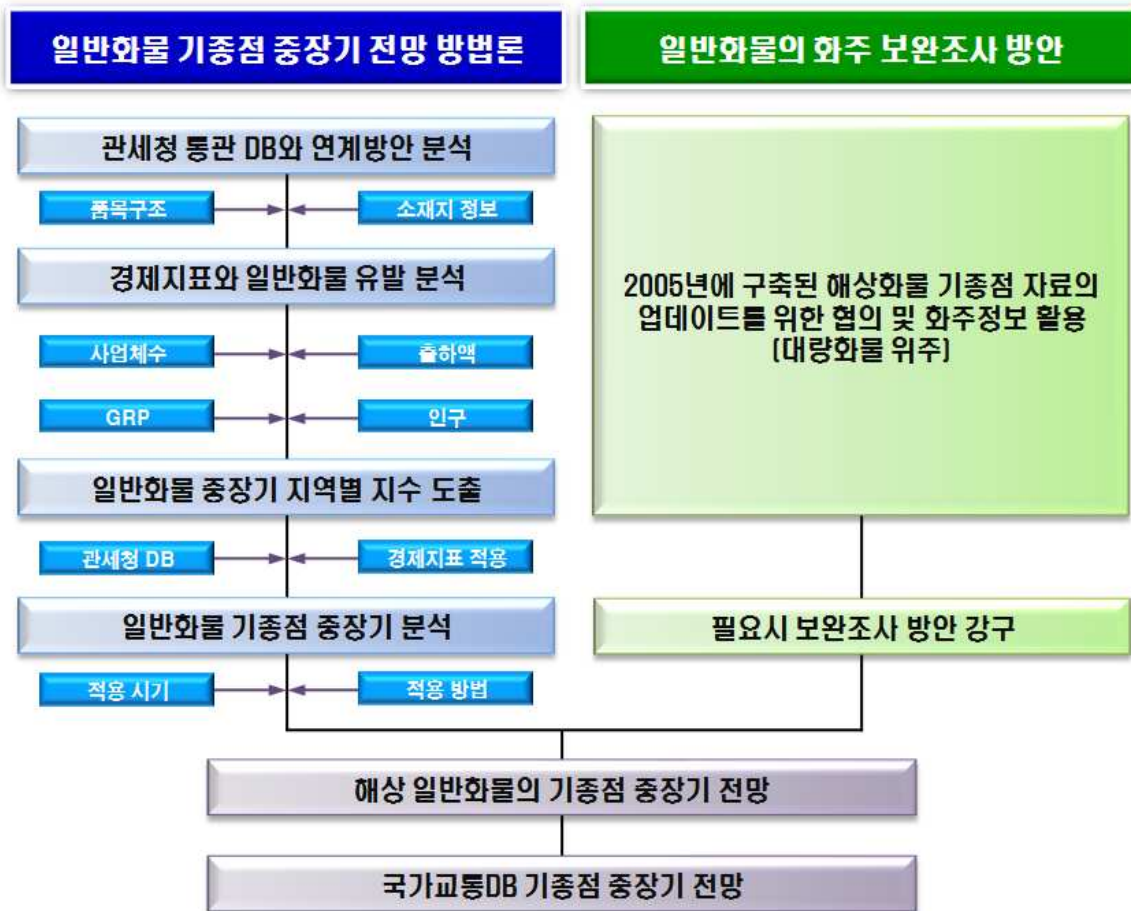 일반화물 기종점 중장기 전망 방법론
일반화물의 화주 보완조사 방안
관세청 통관 DB와 연계방안 분석
품목구조
소재지 정보
경제지표와 일반화물 유발 분석
사업체수
출하액
GRP
인구
일반화물 중장기 지역별 지수 도출
관세청 DB
경제지표 적용
일반화물 기종점 중장기 분석
적용 시기
적용 방법
2005년에 구축된 해상화물 기종점 자료의
업데이트를 위한 협의 및 화주정보 활용
(대량화물 위주)
필요시 보완조사 방안 강구
해상 일반화물의 기종점 중장기 전망
국가교통DB 기종점 중장기 전망